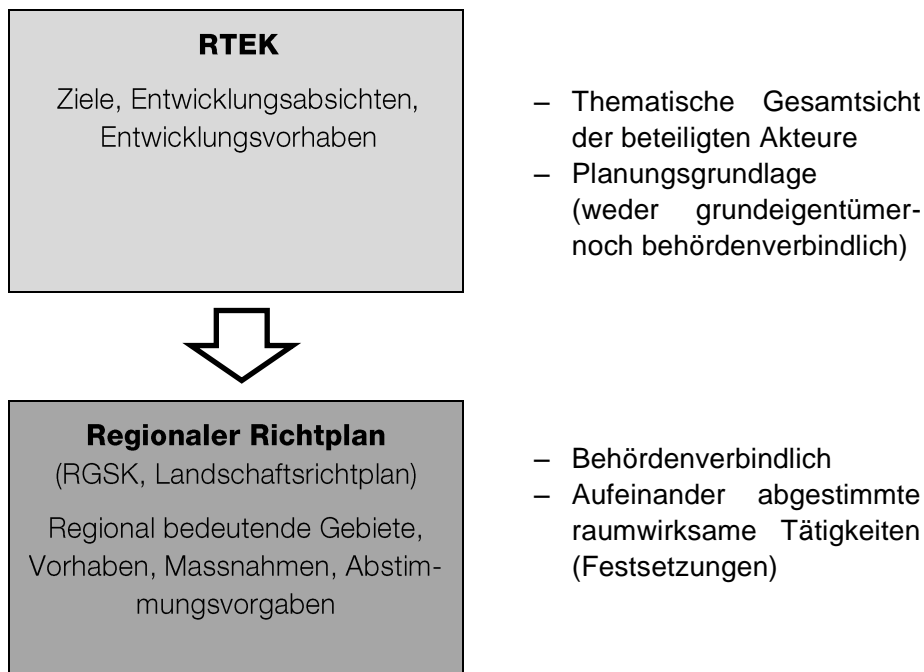 RTEK
Ziele, Entwicklungsabsichten,
Entwicklungsvorhaben
– Thematische Gesamtsicht
der beteiligten Akteure
– Planungsgrundlage
(weder grundeigentümer-
noch behördenverbindlich)
Regionaler Richtplan
(RGSK, Landschaftsrichtplan)
Regional bedeutende Gebiete,
Vorhaben, Massnahmen, Abstim-
mungsvorgaben
– Behördenverbindlich
– Aufeinander abgestimmte
raumwirksame Tätigkeiten
(Festsetzungen)